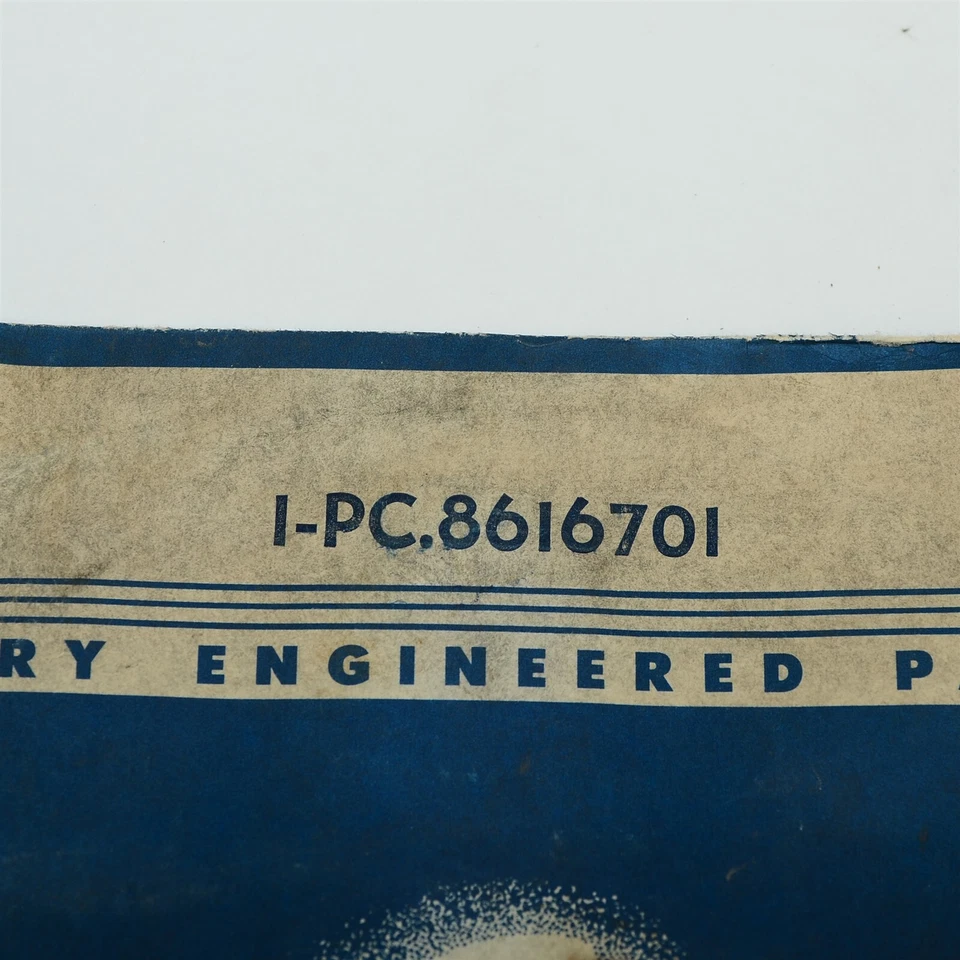 1-PC.8616701
RY ENGINEERED P